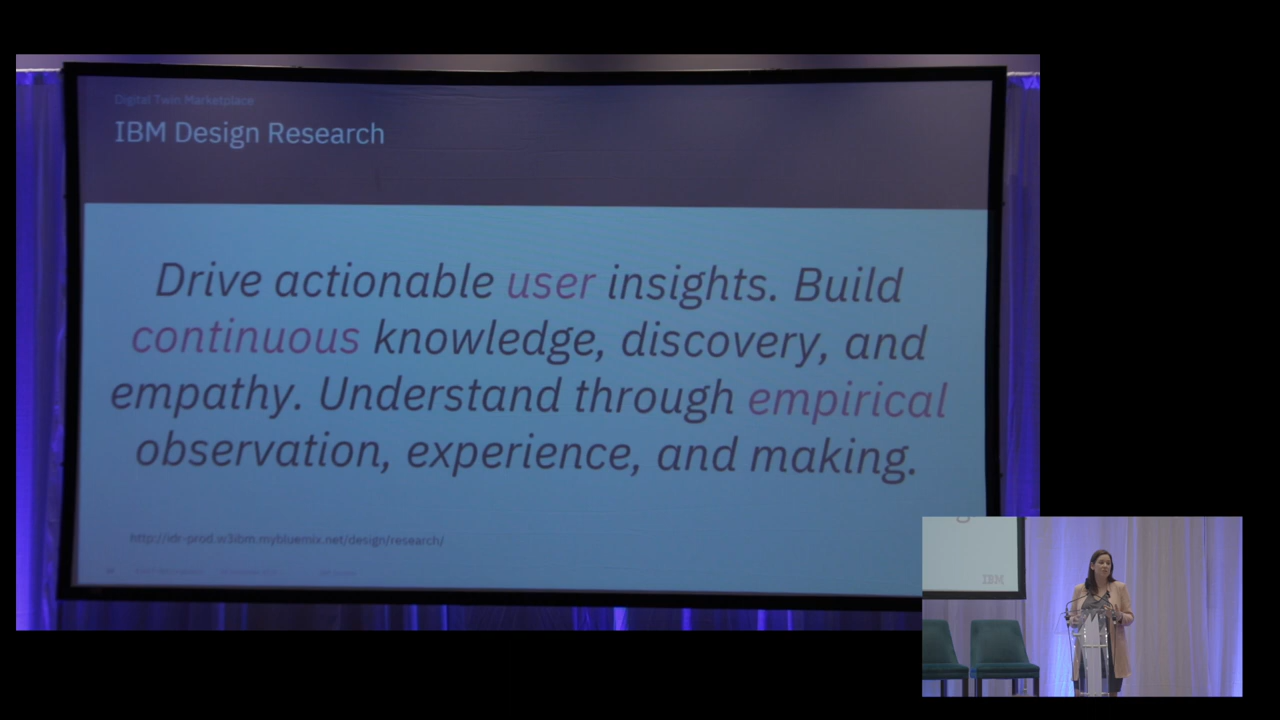 Digital Twin Marketplace
IBM Design Research
Drive actionable user insights. Build
continuous knowledge, discovery, and
empathy. Understand through empirical
observation, experience, and making.
http://idr-prod.w3ibm.mybluemix.net/design/research/
IBM